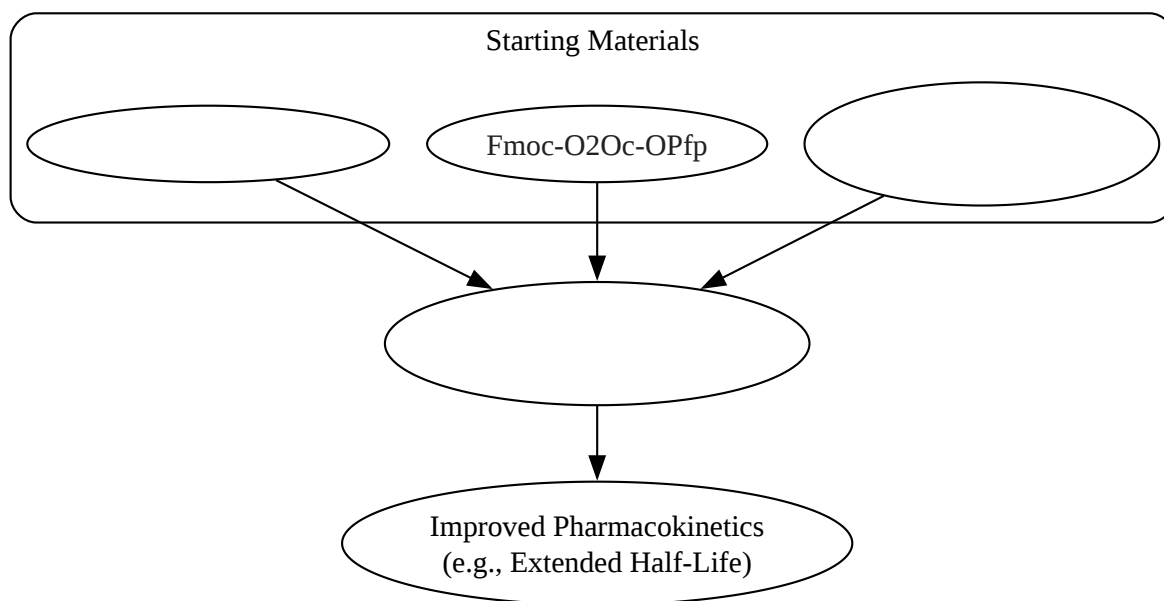 Starting Materials
Fmoc-O2Oc-OPfp
Improved Pharmacokinetics
(e.g., Extended Half-Life)